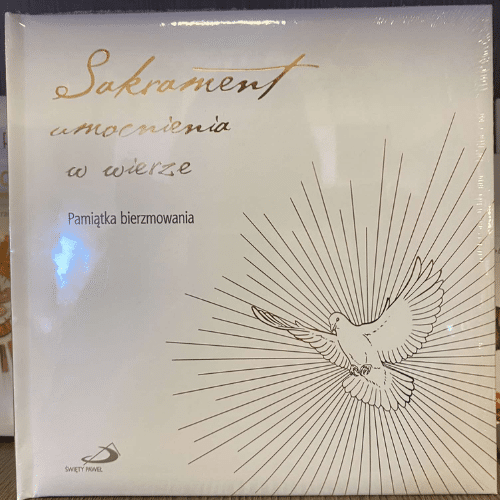 Sakrament
umocnienia
w wierze
Pamiątka bierzmowania
ŚWIĘTY PAWEŁ